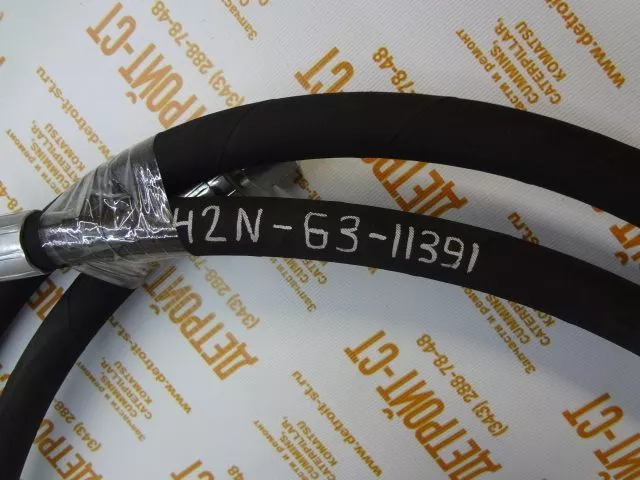 42N-63-11391
ДЕТРОЙТ-СТ
(343) 288-78-48
www.detroit-st.ru
Запчасти и ремонт
CUMMINS,
CATERPILLAR,
KOMATSU